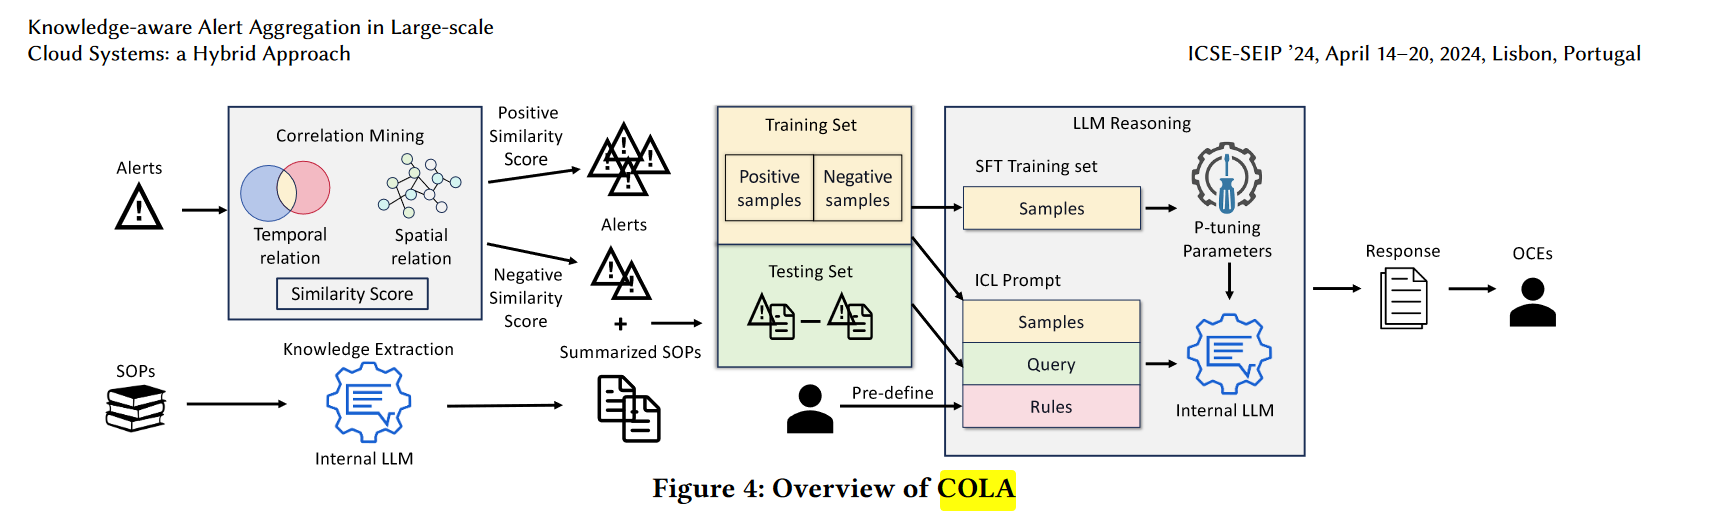 Knowledge-aware Alert Aggregation in Large-scale
Cloud Systems: a Hybrid Approach
ICSE-SEIP ’24, April 14–20, 2024, Lisbon, Portugal
Alerts
Correlation Mining
Temporal
relation
Spatial
relation
Similarity Score
Positive
Similarity
Score
Alerts
Negative
Similarity
Score
+
Summarized SOPs
SOPs
Knowledge Extraction
Internal LLM
Training Set
Positive
samples
Negative
samples
Testing Set
Pre-define
LLM Reasoning
SFT Training set
Samples
P-tuning
Parameters
ICL Prompt
Samples
Query
Rules
Internal LLM
Response
OCEs
Figure 4: Overview of COLA